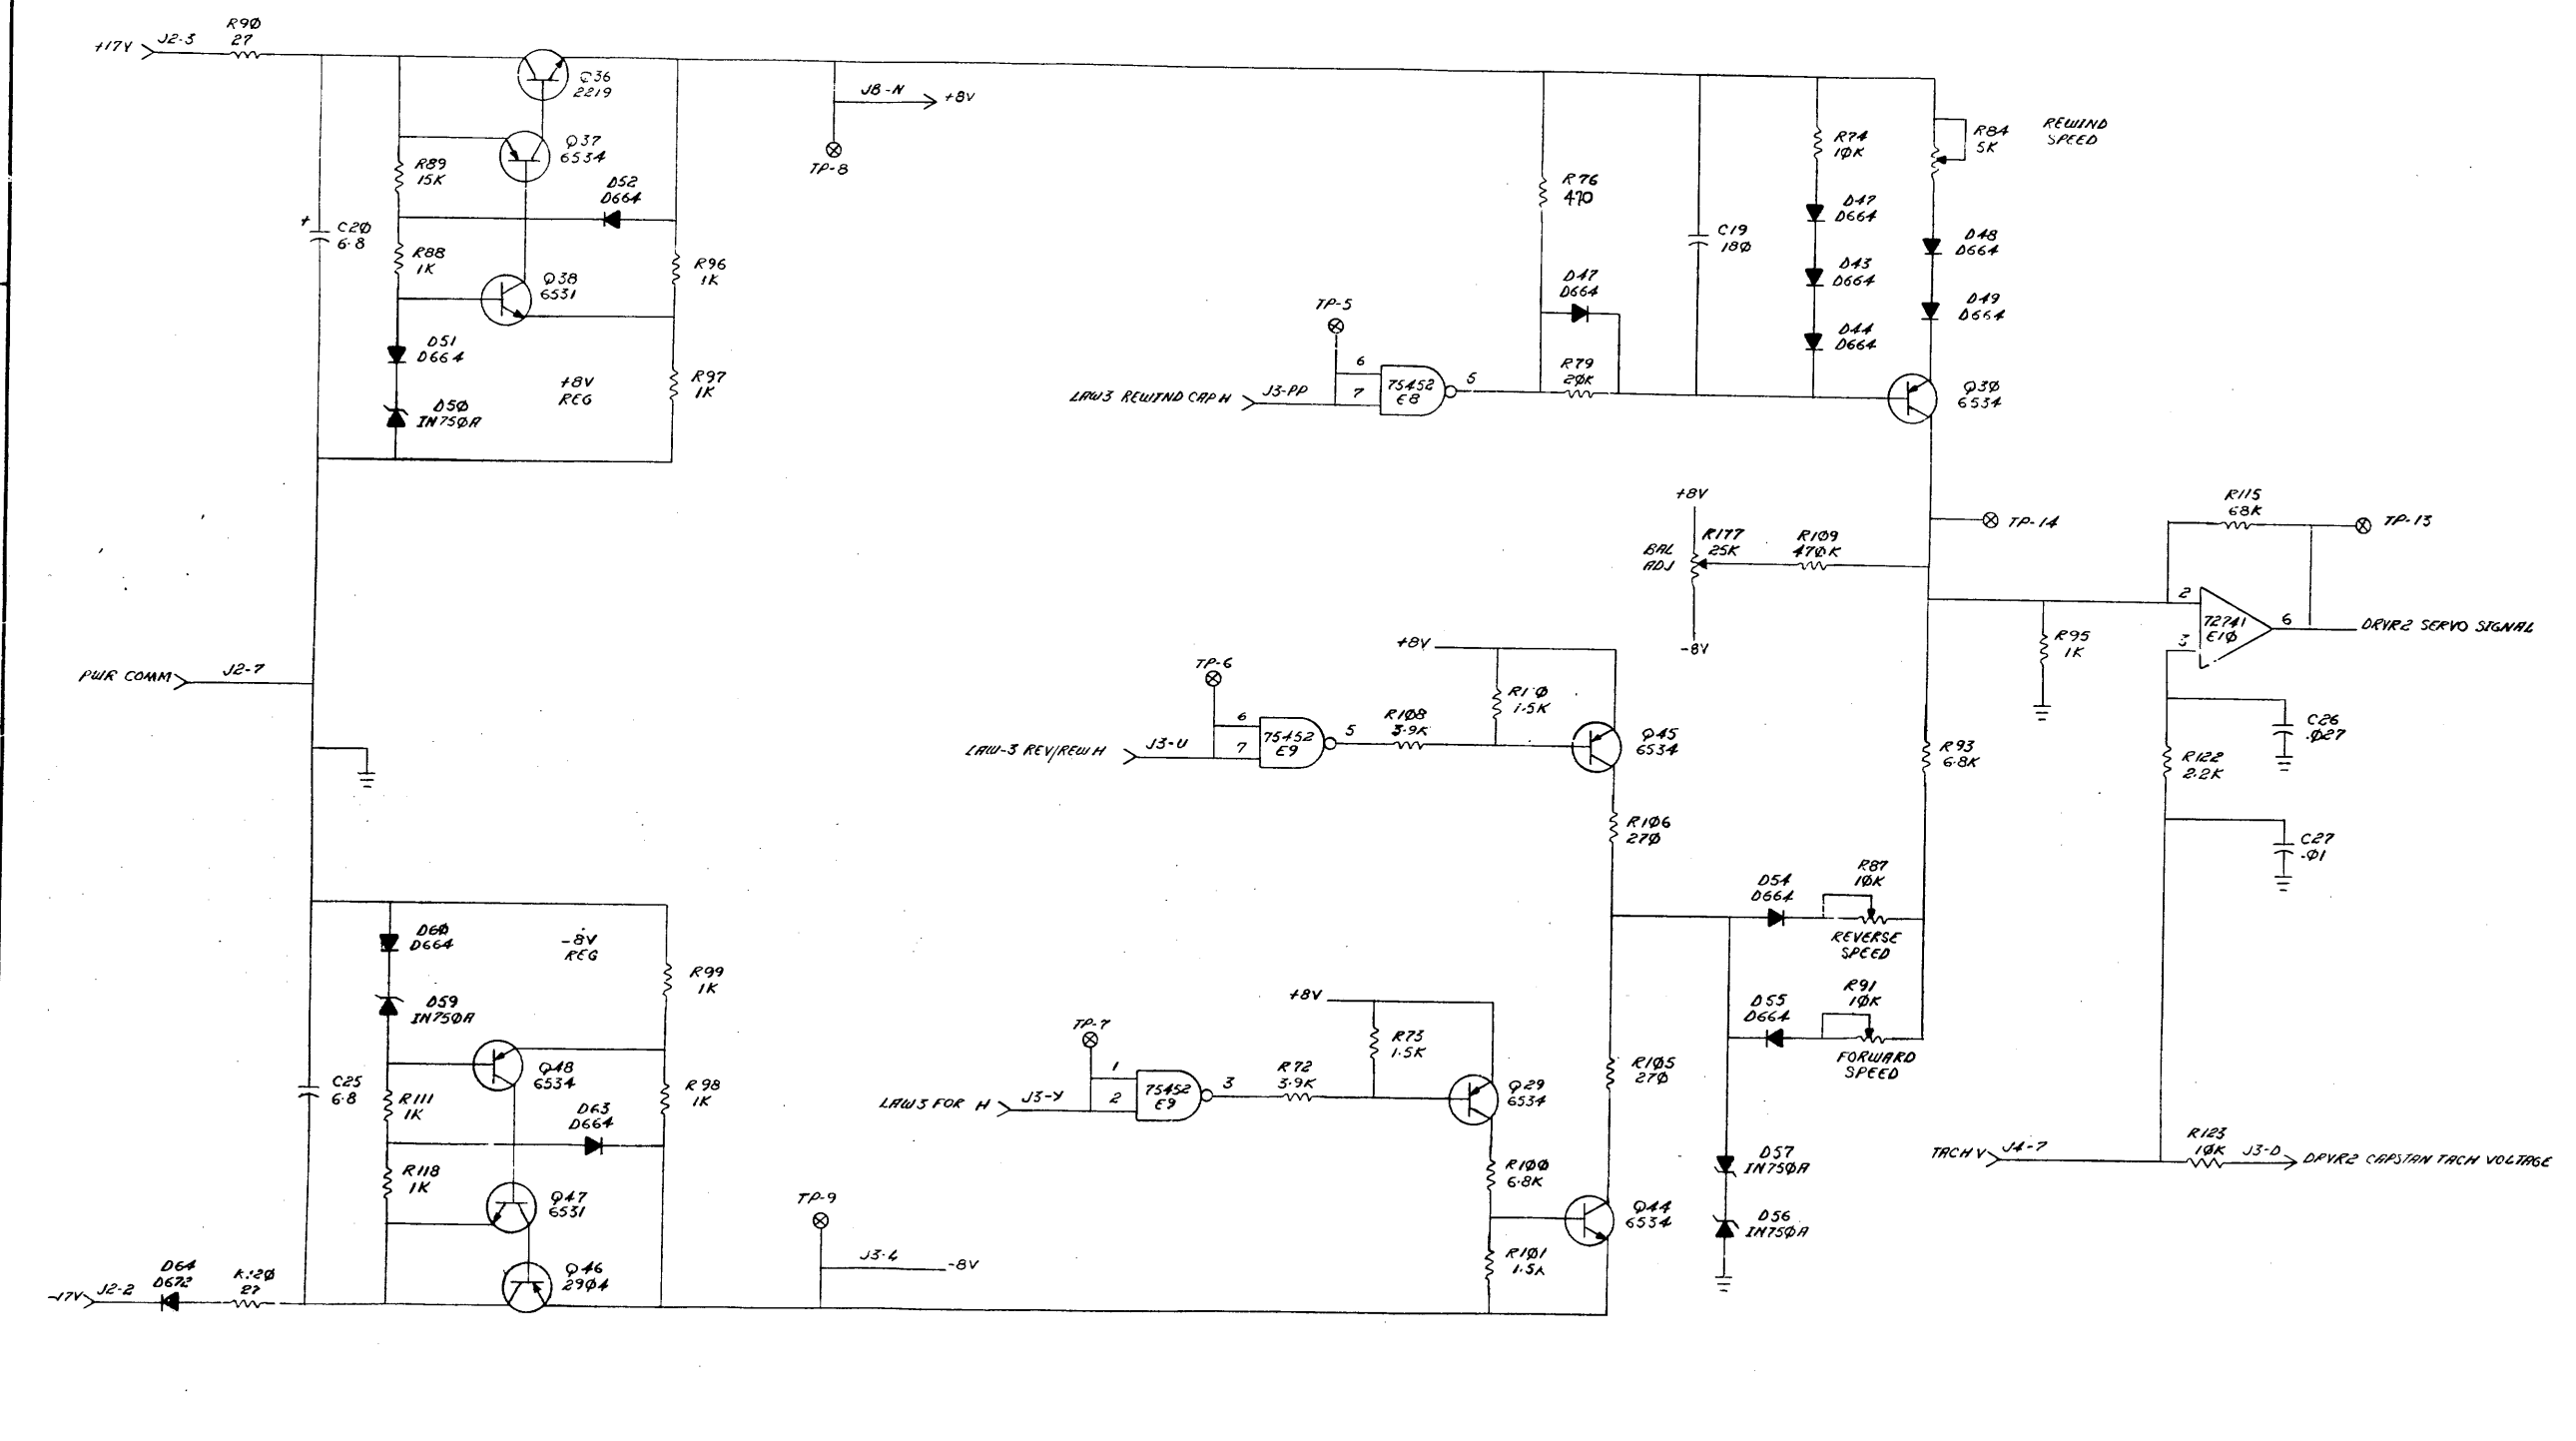 +17V
J2-3
R90
27
Q36
2219
Q37
6534
R89
15K
D52
D664
+
C20
6.8
R88
1K
Q38
6531
R96
1K
D51
D664
+8V
REG
R97
1K
D50
IN750A
J8-N
+8V
TP-8
R76
470
C19
180
R74
10K
D47
D664
D43
D664
D44
D664
R84
5K
REWIND
SPEED
D48
D664
D49
D664
D47
D664
TP-5
6
7
75452
E8
5
R79
20K
LAW3 REWIND CAP H
J3-PP
Q30
6534
+8V
R177
25K
BAL
ADJ
-8V
R109
470K
TP-14
R115
68K
TP-13
2
3
72741
E10
6
DRVR2 SERVO SIGNAL
R95
1K
C26
.027
R122
2.2K
C27
.01
R93
6.8K
PWR COMM
J2-7
+8V
TP-6
6
7
75452
E9
5
R108
3.9K
1.5K
Q45
6534
LAW-3 REV/REW H
J3-U
R106
270
D54
D664
R87
10K
REVERSE
SPEED
D55
D664
R91
10K
FORWARD
SPEED
D60
D664
-8V
REG
D59
IN750A
R99
1K
Q48
6534
C25
6.8
R111
1K
D63
D664
R98
1K
R118
1K
Q47
6531
Q46
2904
-17V
J2-2
D64
D672
27
TP-9
J3-L
-8V
+8V
TP-7
1
2
75452
E9
3
R72
3.9K
R73
1.5K
Q29
6534
LAW3 FOR H
J3-Y
R105
270
R100
6.8K
Q44
6534
R101
1.5K
D57
IN750A
D56
IN750A
TACH V
J4-7
R123
10K
J3-D
DRVR2 CAPSTAN TACH VOLTAGE